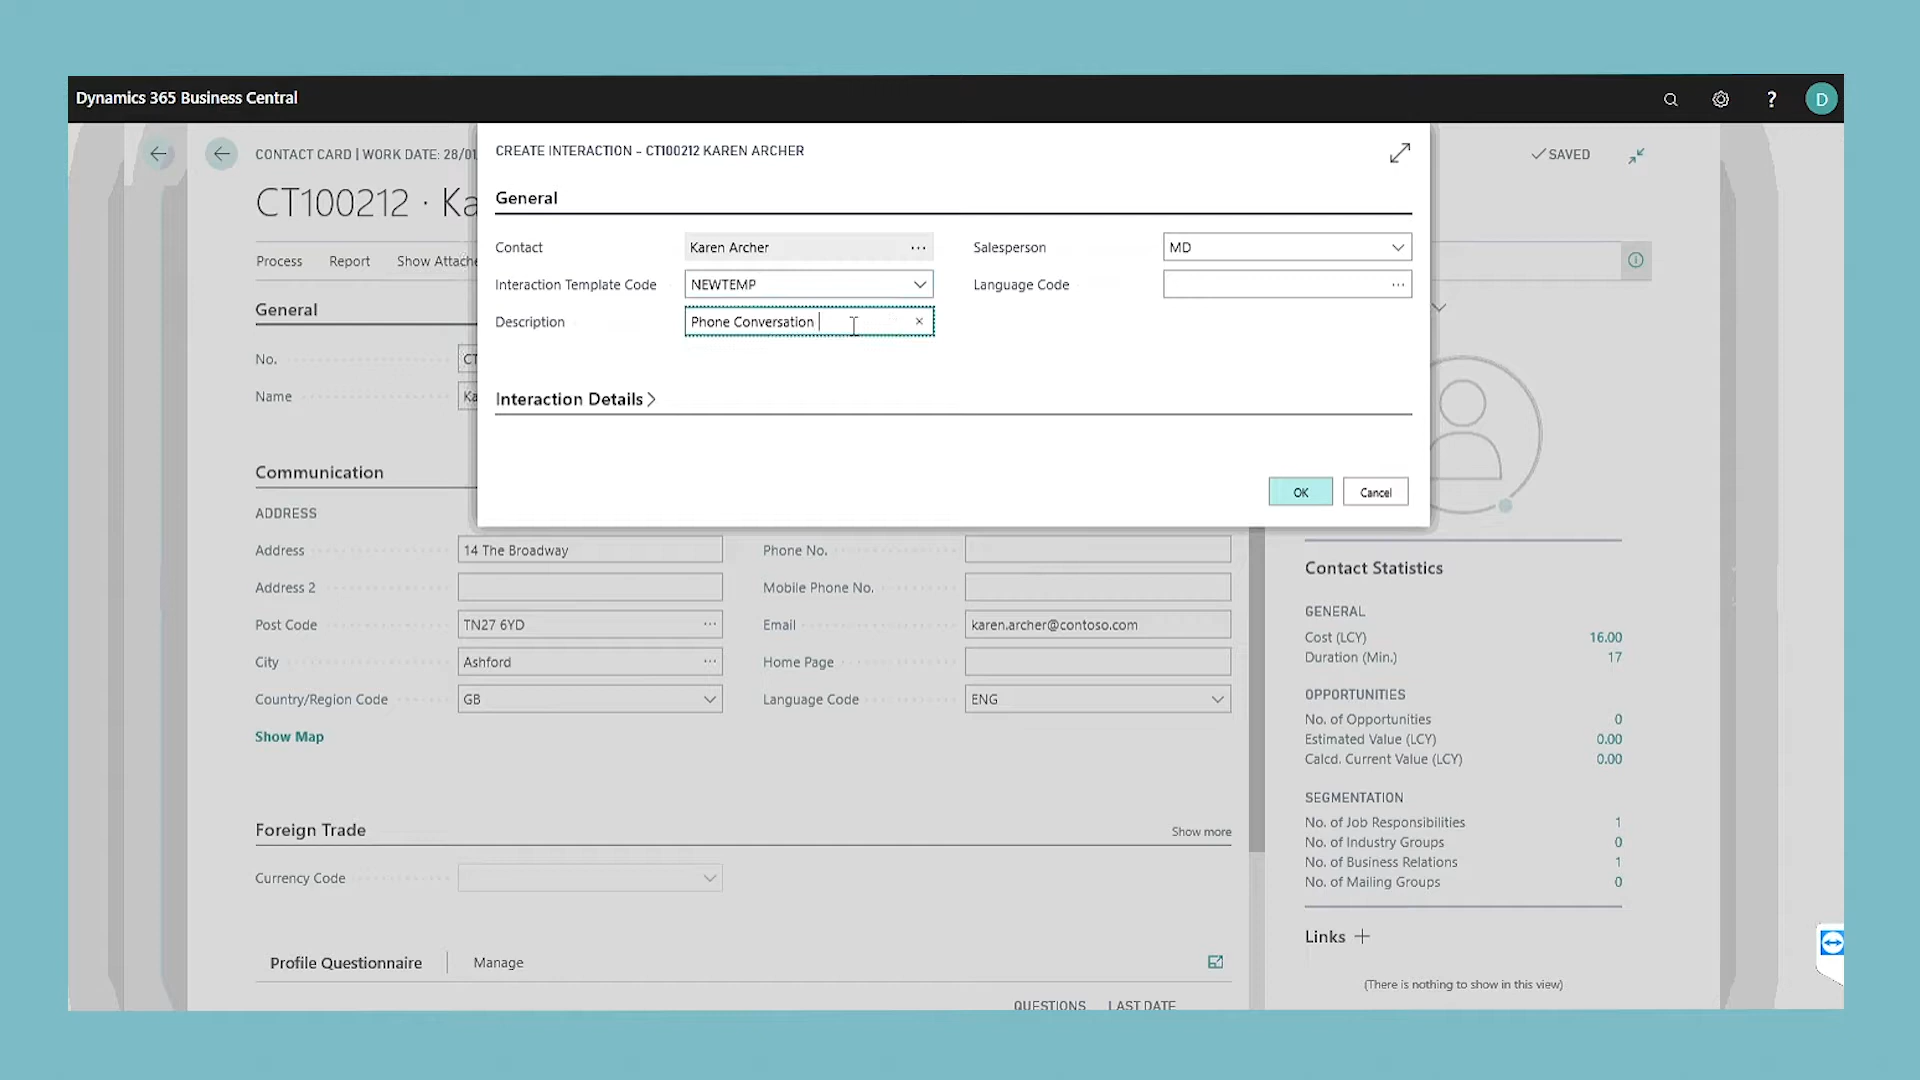 Dynamics 365 Business Central
?
D
CONTACT CARD | WORK DATE: 28/01
CREATE INTERACTION - CT100212 KAREN ARCHER
SAVED
CT100212 · Ka
General
Contact
Karen Archer
Salesperson
MD
Process
Report
Show Attache
Interaction Template Code
NEWTEMP
Language Code
General
Description
Phone Conversation
No.
CT
Name
Ka
Interaction Details
Communication
OK
Cancel
ADDRESS
Address
14 The Broadway
Phone No.
Address 2
Mobile Phone No.
Post Code
TN27 6YD
Email
karen.archer@contoso.com
City
Ashford
Home Page
Country/Region Code
GB
Language Code
ENG
Show Map
Foreign Trade
Show more
Currency Code
Profile Questionnaire
Manage
QUESTIONS
LAST DATE
Contact Statistics
GENERAL
Cost (LCY) 16.00
Duration (Min.) 17
OPPORTUNITIES
No. of Opportunities 0
Estimated Value (LCY) 0.00
Calcd. Current Value (LCY) 0.00
SEGMENTATION
No. of Job Responsibilities 1
No. of Industry Groups 0
No. of Business Relations 1
No. of Mailing Groups 0
Links
(There is nothing to show in this view)